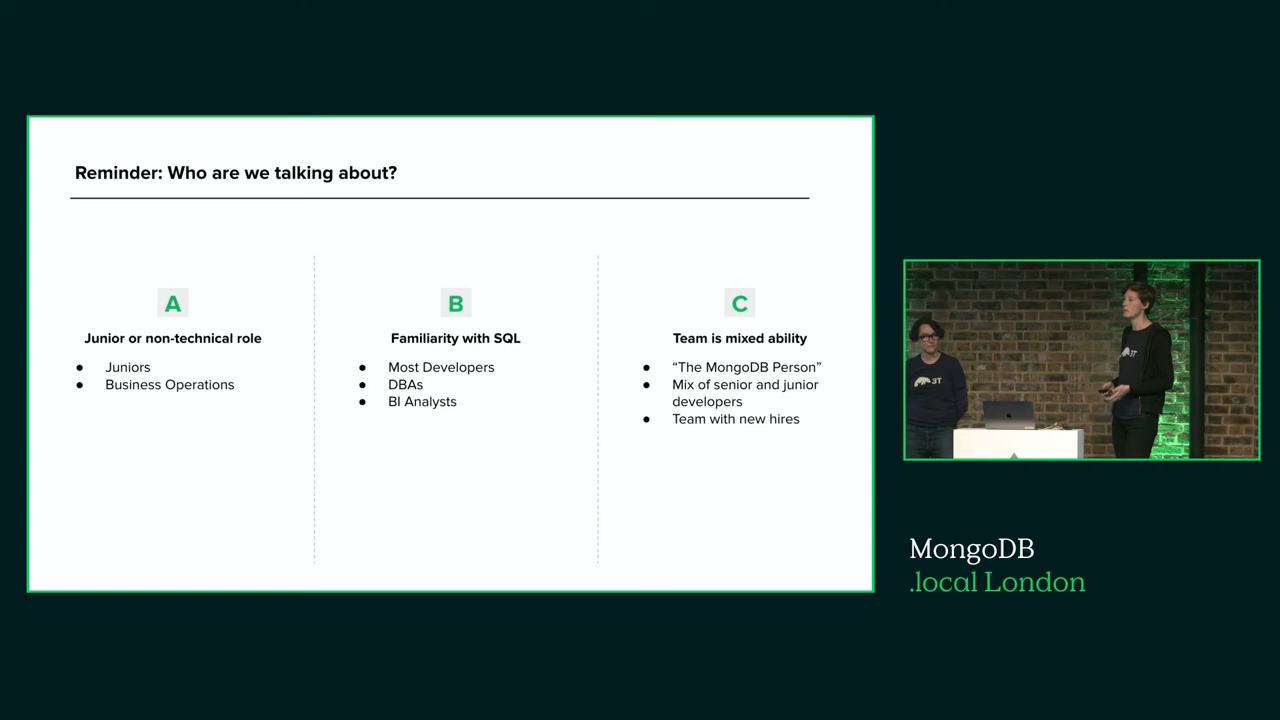 Reminder: Who are we talking about?
A
Junior or non-technical role
● Juniors
● Business Operations
B
Familiarity with SQL
● Most Developers
● DBAs
● BI Analysts
C
Team is mixed ability
● “The MongoDB Person”
● Mix of senior and junior
developers
● Team with new hires
3T
3T
MongoDB
.local London